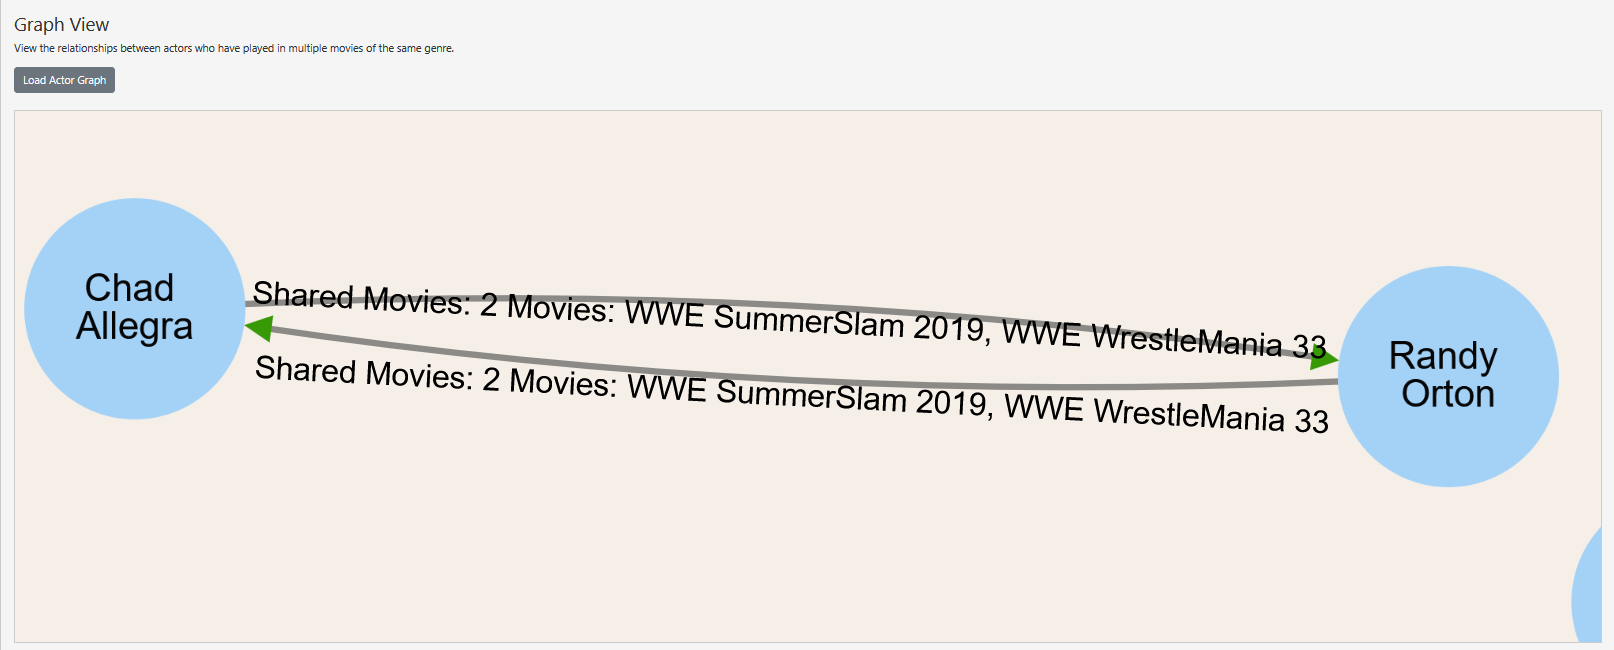 Graph View
View the relationships between actors who have played in multiple movies of the same genre.
Load Actor Graph
Chad
Allegra
Shared Movies: 2 Movies: WWE SummerSlam 2019, WWE WrestleMania 33
Shared Movies: 2 Movies: WWE SummerSlam 2019, WWE WrestleMania 33
Randy
Orton